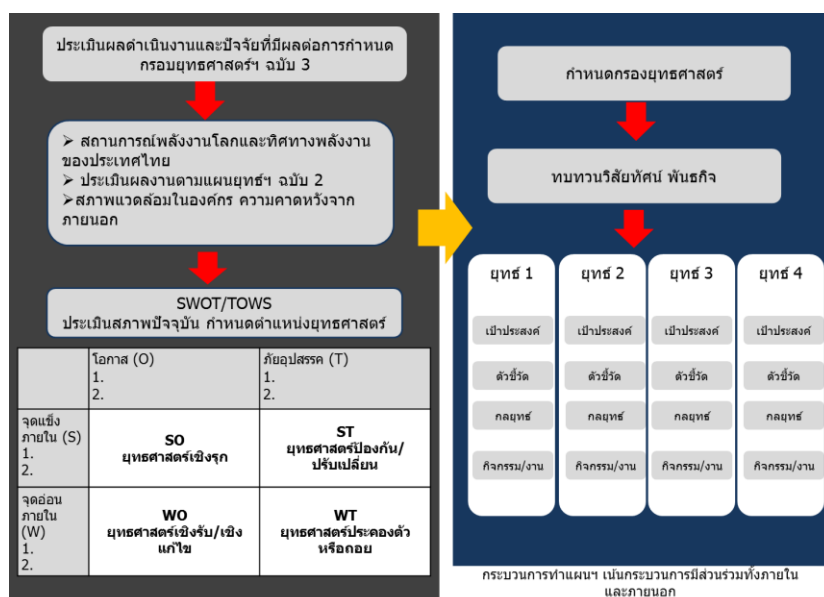 ประเมินผลดำเนินงานและปัจจัยที่มีผลต่อการกำหนด
กรอบยุทธศาสตร์ฯ ฉบับ 3
➢ สถานการณ์พลังงานโลกและทิศทางพลังงาน
ของประเทศไทย
➢ ประเมินผลงานตามแผนยุทธ์ฯ ฉบับ 2
➢สภาพแวดล้อมในองค์กร ความคาดหวังจาก
ภายนอก
SWOT/TOWS
ประเมินสภาพปัจจุบัน กำหนดตำแหน่งยุทธศาสตร์
โอกาส (O)
1.
2.
ภัยอุปสรรค (T)
1.
2.
จุดแข็ง
ภายใน (S)
1.
2.
SO
ยุทธศาสตร์เชิงรุก
ST
ยุทธศาสตร์ป้องกัน/
ปรับเปลี่ยน
จุดอ่อน
ภายใน
(W)
1.
2.
WO
ยุทธศาสตร์เชิงรับ/เชิง
แก้ไข
WT
ยุทธศาสตร์ประคองตัว
หรือถอย
กำหนดกรองยุทธศาสตร์
ทบทวนวิสัยทัศน์ พันธกิจ
ยุทธ์ 1
เป้าประสงค์
ตัวชี้วัด
กลยุทธ์
กิจกรรม/งาน
ยุทธ์ 2
เป้าประสงค์
ตัวชี้วัด
กลยุทธ์
กิจกรรม/งาน
ยุทธ์ 3
เป้าประสงค์
ตัวชี้วัด
กลยุทธ์
กิจกรรม/งาน
ยุทธ์ 4
เป้าประสงค์
ตัวชี้วัด
กลยุทธ์
กิจกรรม/งาน
กระบวนการทำแผนฯ เน้นกระบวนการมีส่วนร่วมทั้งภายใน
และภายนอก